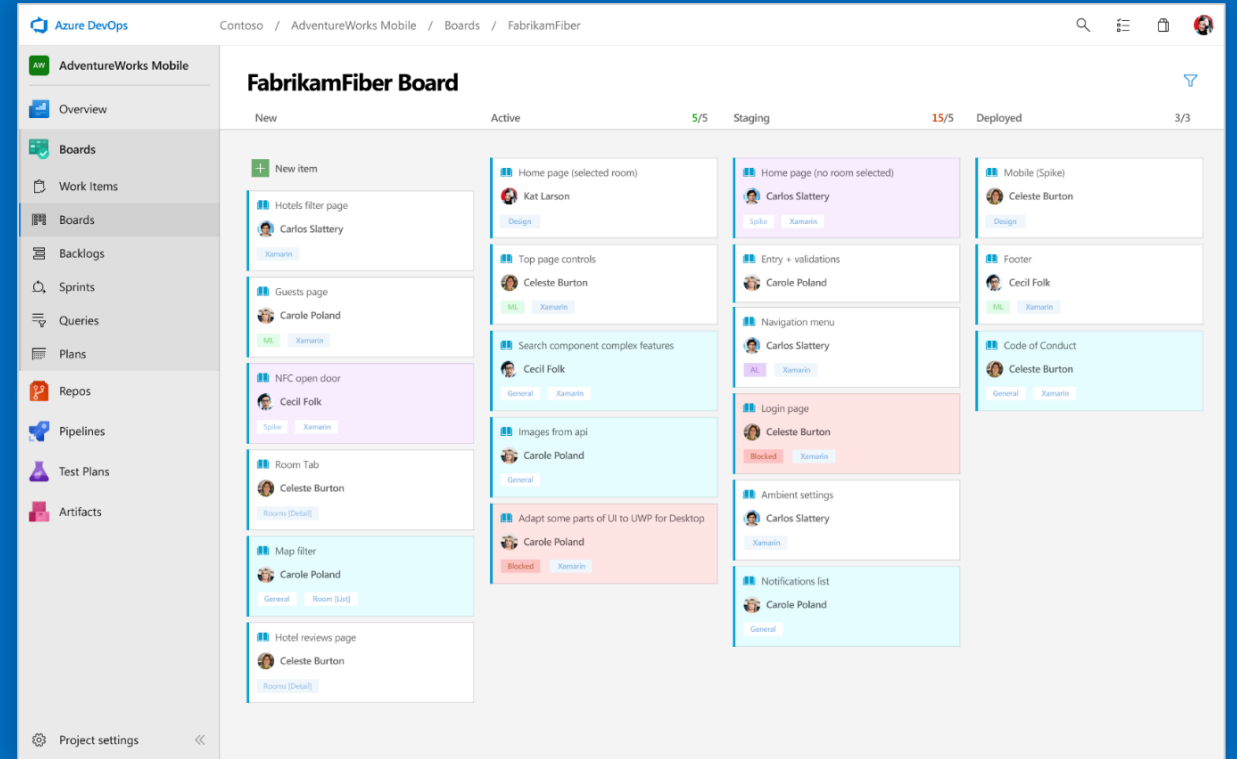 Azure DevOps
Contoso / AdventureWorks Mobile / Boards / FabrikamFiber
AW AdventureWorks Mobile
Overview
Boards
Work Items
Boards
Backlogs
Sprints
Queries
Plans
Repos
Pipelines
Test Plans
Artifacts
Project settings
FabrikamFiber Board
New
New item
Hotels filter page
Carlos Slattery
Xamarin
Guests page
Carole Poland
ML Xamarin
NFC open door
Cecil Folk
Spike Xamarin
Room Tab
Celeste Burton
Rooms [Detail]
Map filter
Carole Poland
General Room [List]
Hotel reviews page
Celeste Burton
Rooms [Detail]
Active 5/5
Home page (selected room)
Kat Larson
Design
Top page controls
Celeste Burton
ML Xamarin
Search component complex features
Cecil Folk
General Xamarin
Images from api
Carole Poland
General
Adapt some parts of UI to UWP for Desktop
Carole Poland
Blocked Xamarin
Staging 15/5
Home page (no room selected)
Carlos Slattery
Spike Xamarin
Entry + validations
Carole Poland
Navigation menu
Carlos Slattery
AL Xamarin
Login page
Celeste Burton
Blocked Xamarin
Ambient settings
Carlos Slattery
Xamarin
Notifications list
Carole Poland
General
Deployed 3/3
Mobile (Spike)
Celeste Burton
Design
Footer
Cecil Folk
ML Xamarin
Code of Conduct
Celeste Burton
General Xamarin